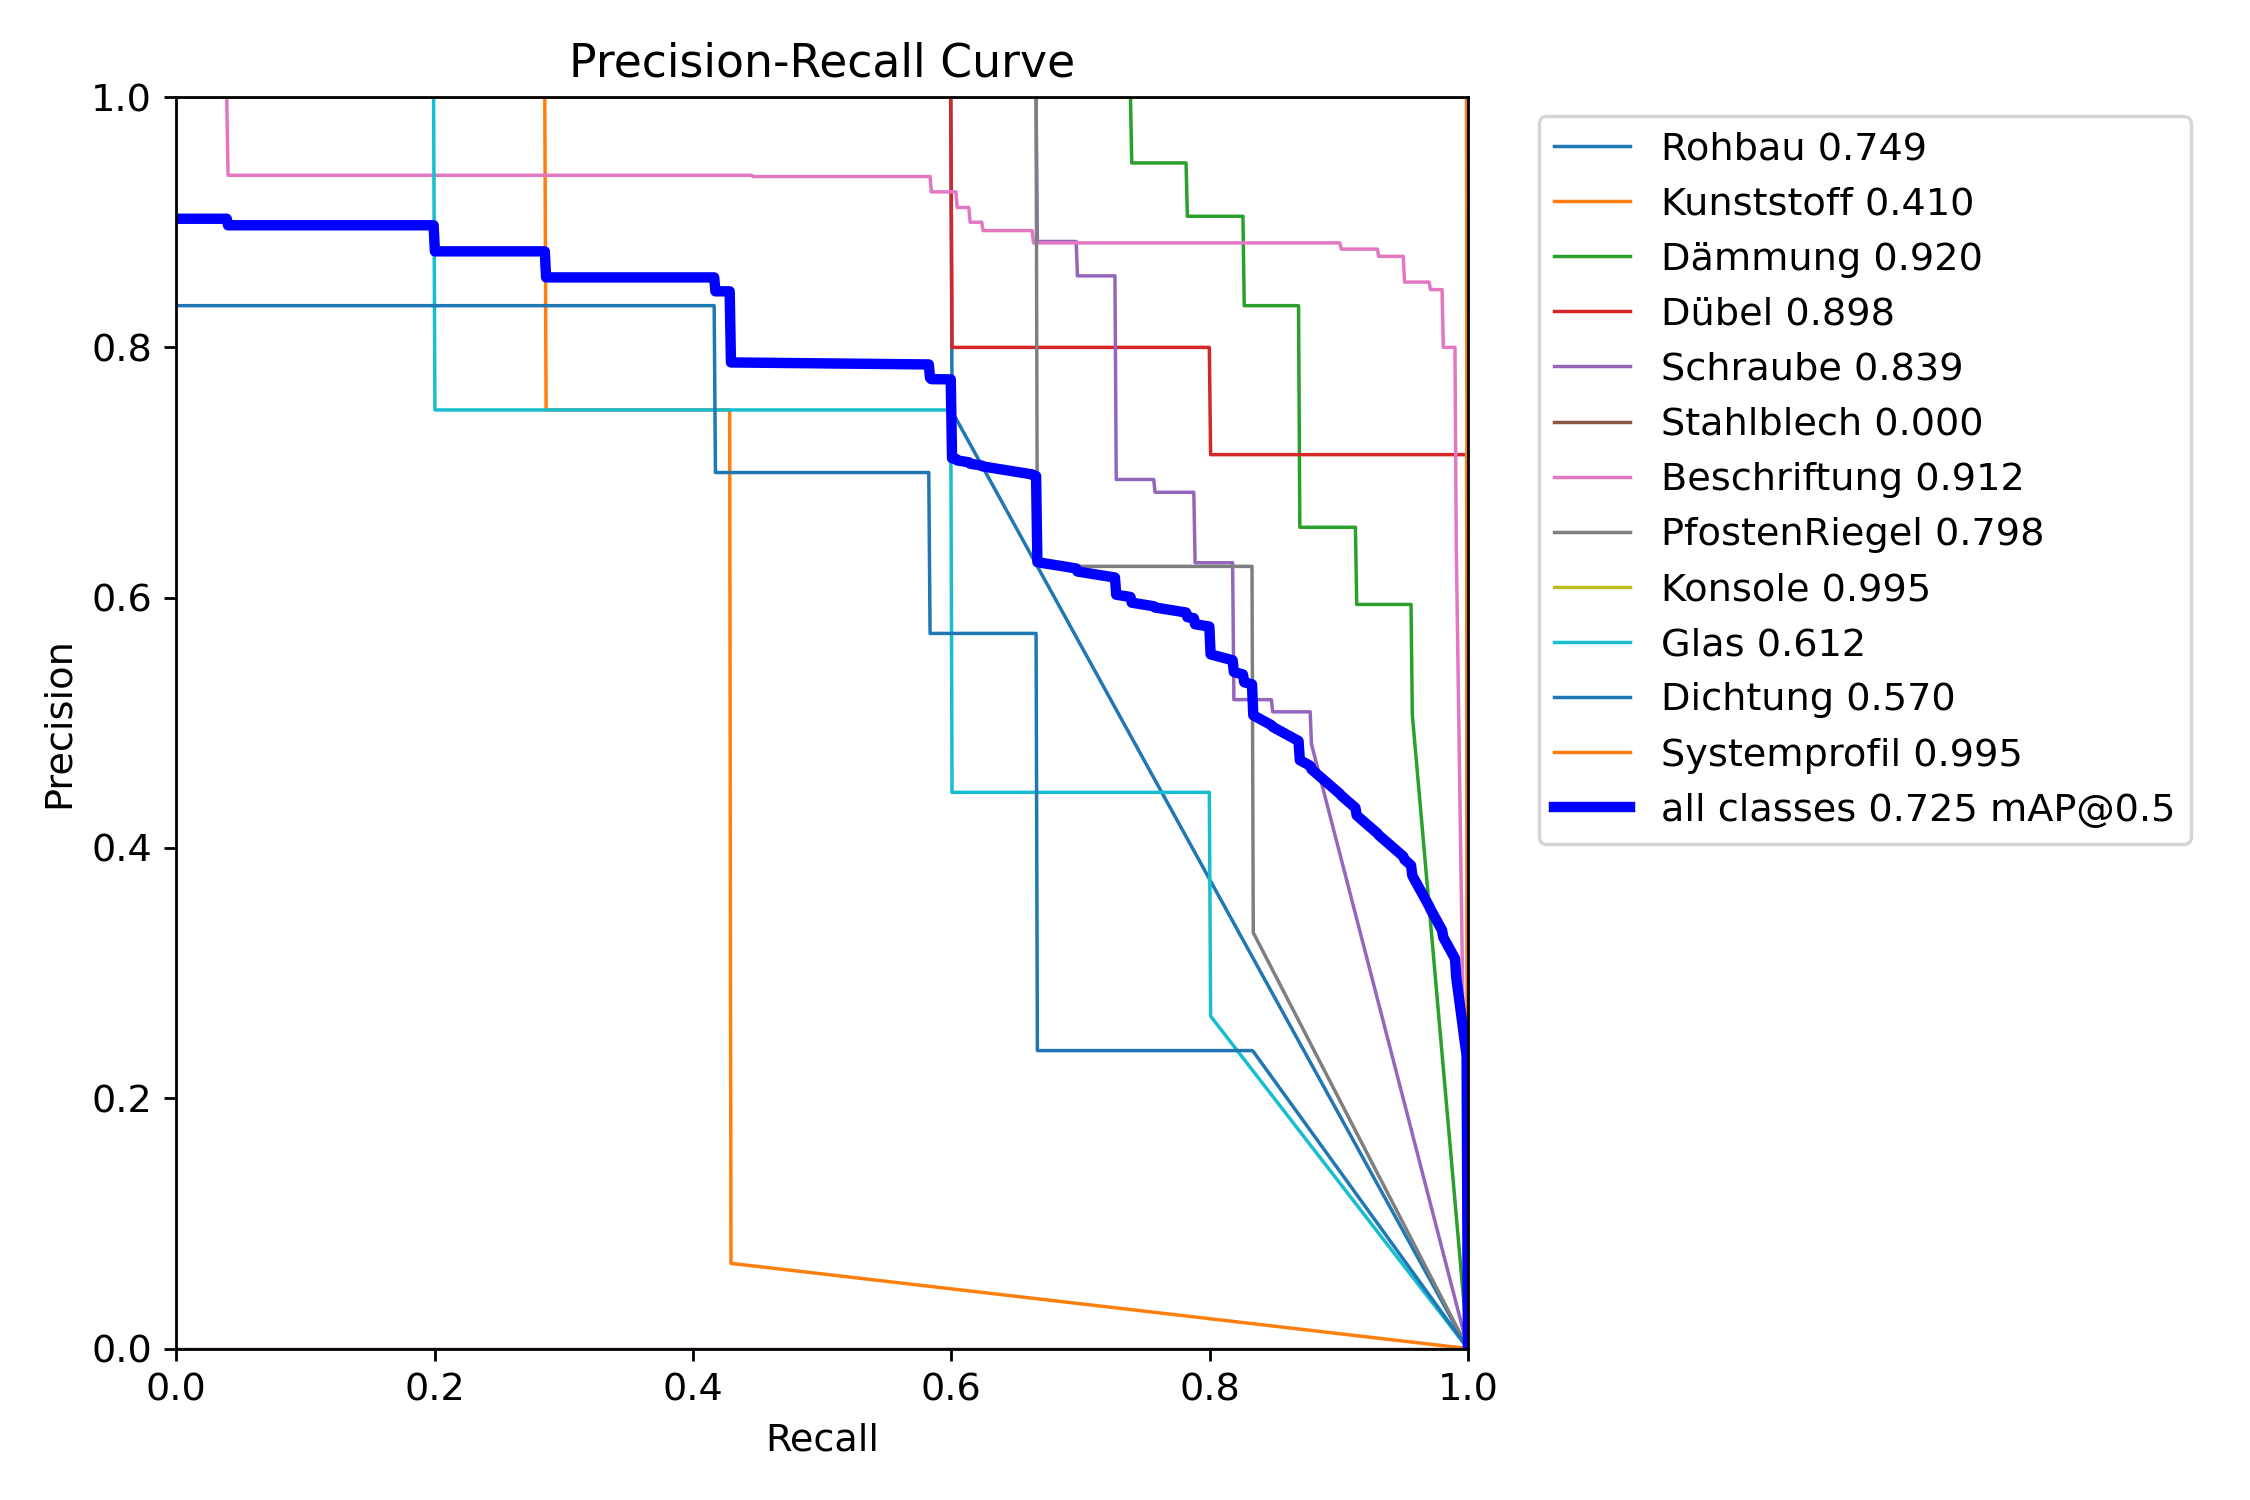 Precision-Recall Curve
1.0
0.8
0.6
0.4
0.2
0.0
Precision
0.0 0.2 0.4 0.6 0.8 1.0
Recall
Rohbau 0.749
Kunststoff 0.410
Dämmung 0.920
Dübel 0.898
Schraube 0.839
Stahlblech 0.000
Beschriftung 0.912
PfostenRiegel 0.798
Konsole 0.995
Glas 0.612
Dichtung 0.570
Systemprofil 0.995
all classes 0.725 mAP@0.5